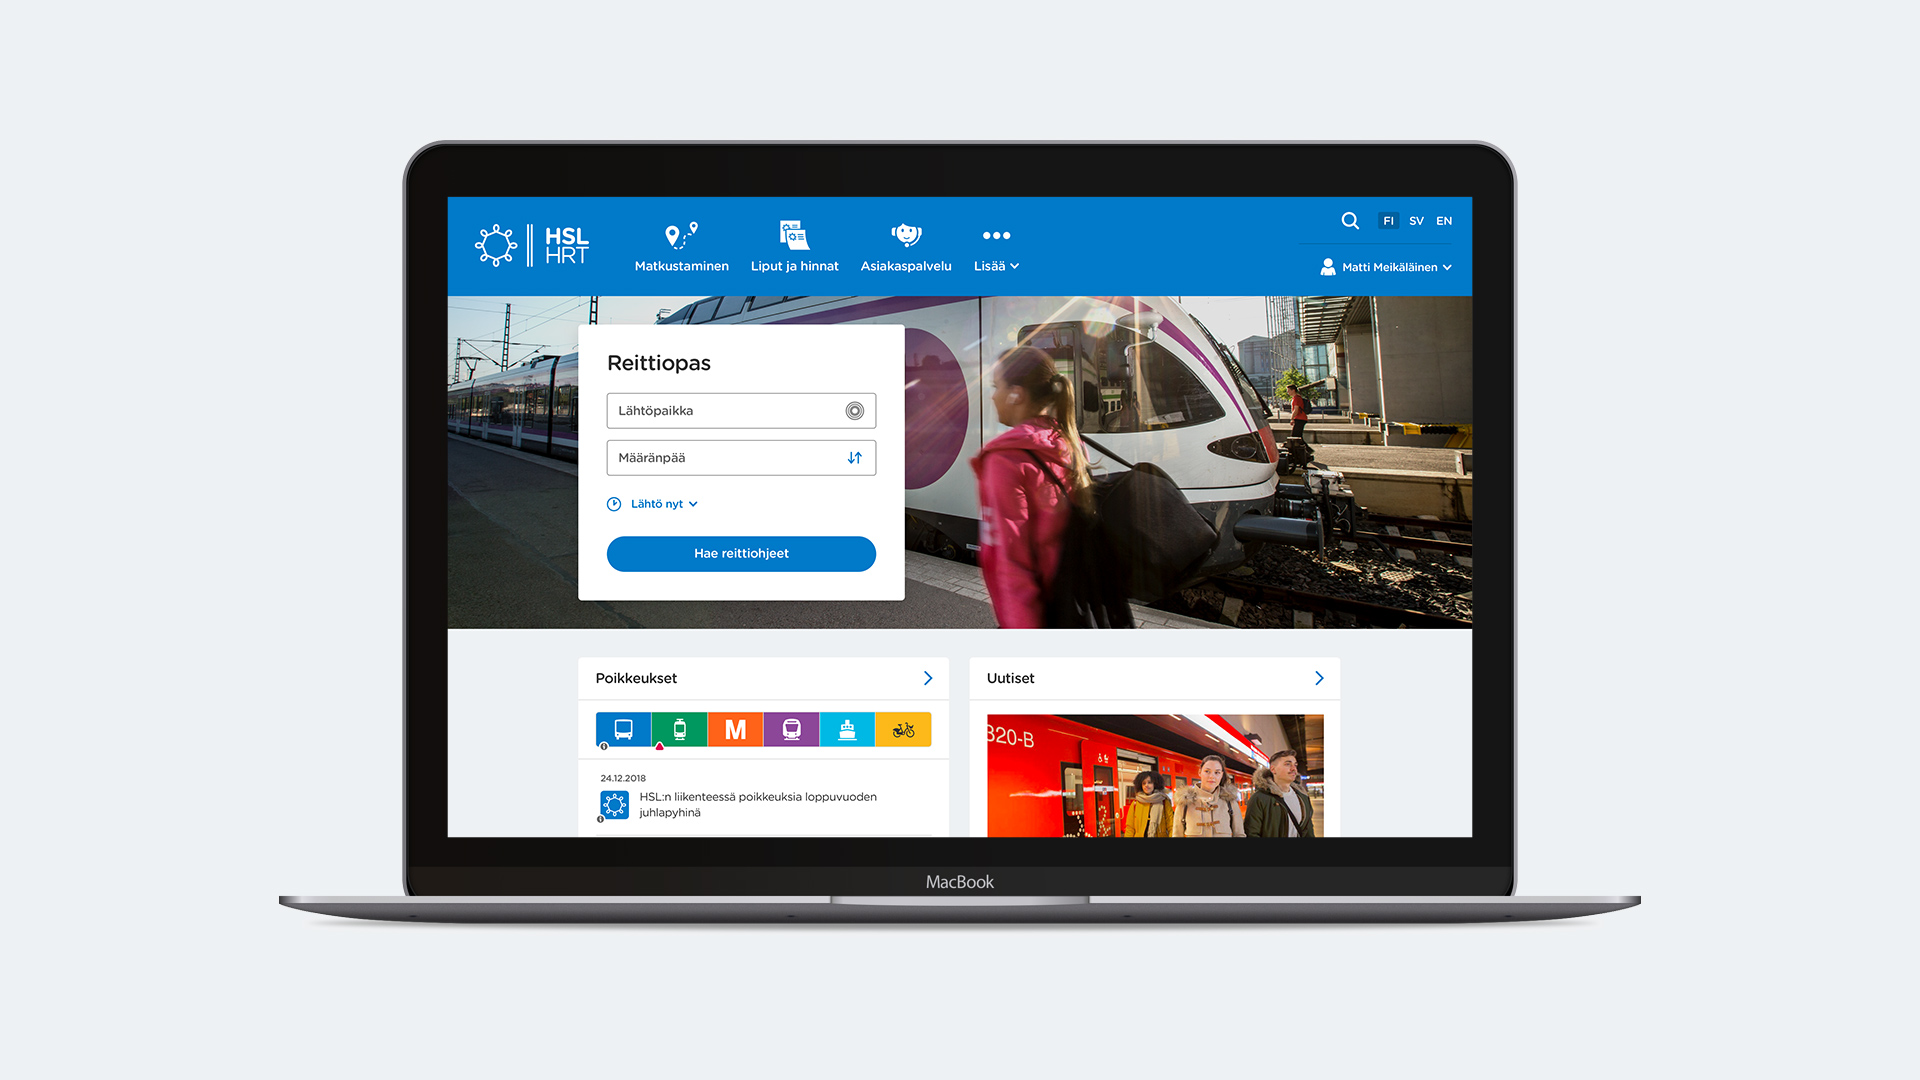 HSL
HRT
Matkustaminen
Liput ja hinnat
Asiakaspalvelu
Lisää
FI SV EN
Matti Meikäläinen
Reittiopas
Lähtöpaikka
Määränpää
Lähtö nyt
Hae reittiohjeet
Poikkeukset
M
24.12.2018
HSL:n liikenteessä poikkeuksia loppuvuoden
juhlapyhinä
Uutiset
B20-B
MacBook